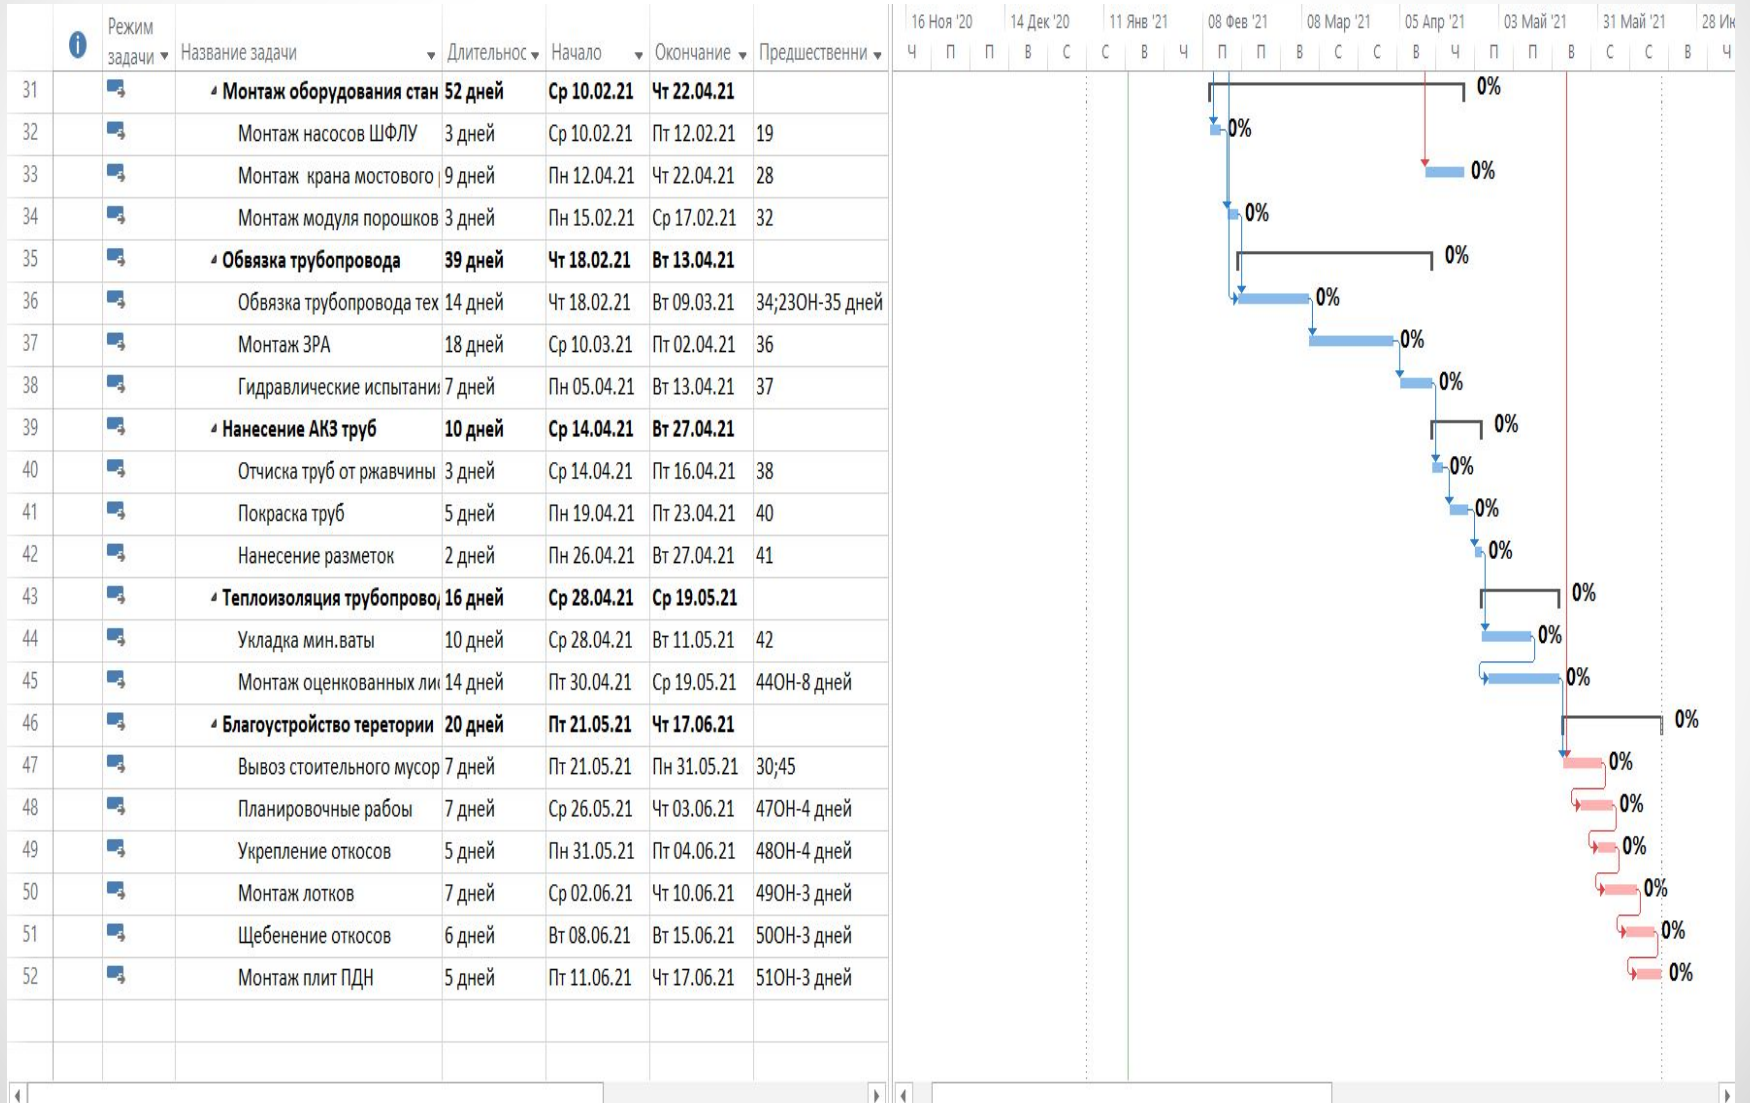 16 Ноя '20 14 Дек '20 11 Янв '21 08 Фев '21 08 Мар '21 05 Апр '21 03 Май '21 31 Май '21 28 Ию
Режим задачи Название задачи Длительнос Начало Окончание Предшественни Ч П П В С С В Ч П П В С С В Ч П П В С С В Ч
31 Монтаж оборудования стан 52 дней Ср 10.02.21 Чт 22.04.21 0%
32 Монтаж насосов ШФЛУ 3 дней Ср 10.02.21 Пт 12.02.21 19 0%
33 Монтаж крана мостового 9 дней Пн 12.04.21 Чт 22.04.21 28 0%
34 Монтаж модуля порошков 3 дней Пн 15.02.21 Ср 17.02.21 32 0%
35 Обвязка трубопровода 39 дней Чт 18.02.21 Вт 13.04.21 0%
36 Обвязка трубопровода тех 14 дней Чт 18.02.21 Вт 09.03.21 34;23ОН-35 дней 0%
37 Монтаж ЗРА 18 дней Ср 10.03.21 Пт 02.04.21 36 0%
38 Гидравлические испытания 7 дней Пн 05.04.21 Вт 13.04.21 37 0%
39 Нанесение АКЗ труб 10 дней Ср 14.04.21 Вт 27.04.21 0%
40 Отчиска труб от ржавчины 3 дней Ср 14.04.21 Пт 16.04.21 38 0%
41 Покраска труб 5 дней Пн 19.04.21 Пт 23.04.21 40 0%
42 Нанесение разметок 2 дней Пн 26.04.21 Вт 27.04.21 41 0%
43 Теплоизоляция трубопровод 16 дней Ср 28.04.21 Ср 19.05.21 0%
44 Укладка мин.ваты 10 дней Ср 28.04.21 Вт 11.05.21 42 0%
45 Монтаж оценкованных лис 14 дней Пт 30.04.21 Ср 19.05.21 44ОН-8 дней 0%
46 Благоустройство теретории 20 дней Пт 21.05.21 Чт 17.06.21 0%
47 Вывоз стоительного мусор 7 дней Пт 21.05.21 Пн 31.05.21 30;45 0%
48 Планировочные рабоы 7 дней Ср 26.05.21 Чт 03.06.21 47ОН-4 дней 0%
49 Укрепление откосов 5 дней Пн 31.05.21 Пт 04.06.21 48ОН-4 дней 0%
50 Монтаж лотков 7 дней Ср 02.06.21 Чт 10.06.21 49ОН-3 дней 0%
51 Щебенение откосов 6 дней Вт 08.06.21 Вт 15.06.21 50ОН-3 дней 0%
52 Монтаж плит ПДН 5 дней Пт 11.06.21 Чт 17.06.21 51ОН-3 дней 0%